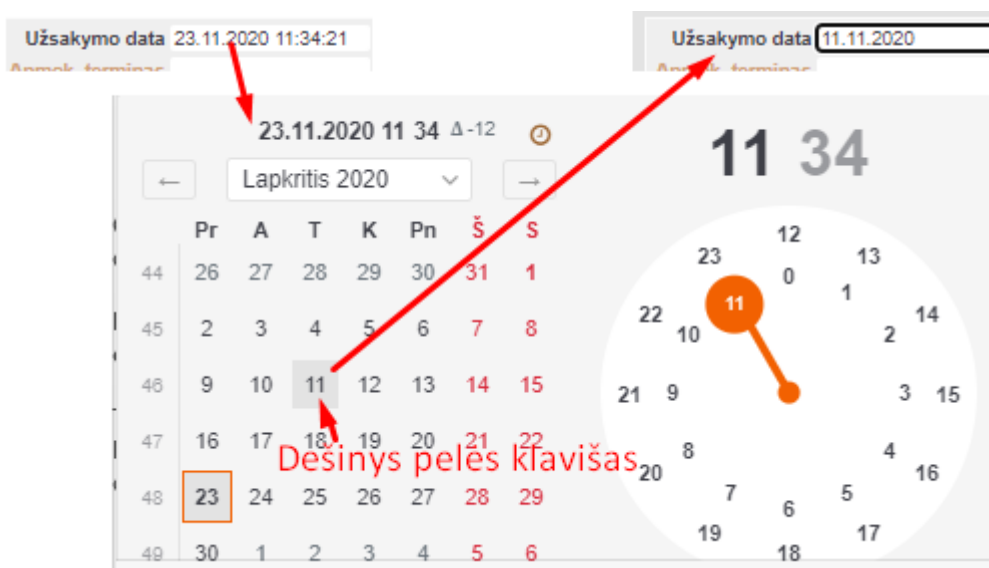 Užsakymo data 23.11.2020 11:34:21
Užsakymo data 11.11.2020
Apmok. terminas
Apmok. terminas
23.11.2020 11 34 Δ -12
11 34
← Lapkritis 2020 →
Pr A T K Pn Š S
44 26 27 28 29 30 31 1
45 2 3 4 5 6 7 8
46 9 10 11 12 13 14 15
47 16 17 18 19 20 21 22
Dešinys pelės klavišas
48 23 24 25 26 27 28 29
49 30 1 2 3 4 5 6
12
23 13
0
11 1
22 14
10 2
21 9 3 15
8 4
20 16
7 5
6
19 17
18